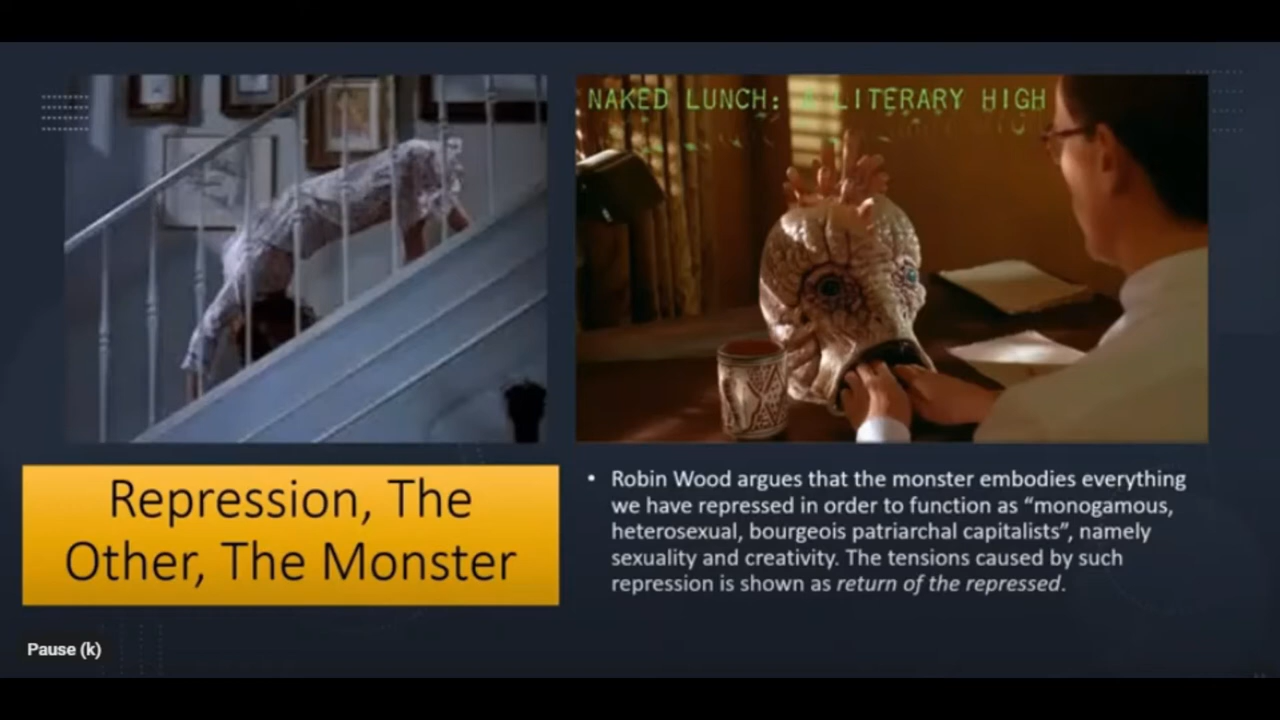 NAKED LUNCH: A LITERARY HIGH
Repression, The
Other, The Monster
• Robin Wood argues that the monster embodies everything
we have repressed in order to function as “monogamous,
heterosexual, bourgeois patriarchal capitalists”, namely
sexuality and creativity. The tensions caused by such
repression is shown as return of the repressed.
Pause (k)